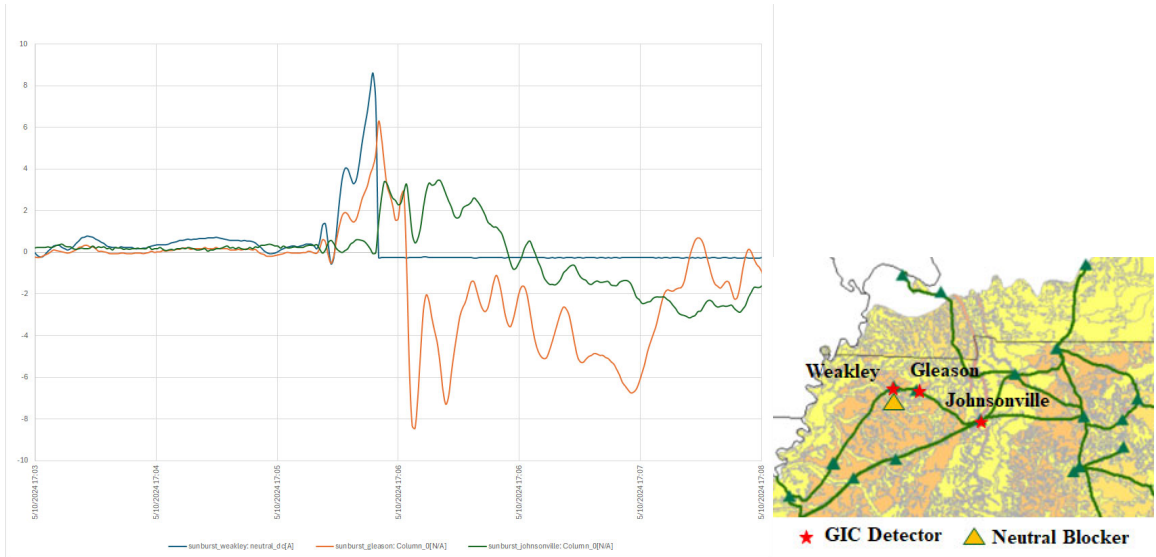 10
8
6
4
2
0
-2
-4
-6
-8
-10
5/10/2024 17:03
5/10/2024 17:04
5/10/2024 17:05
5/10/2024 17:06
5/10/2024 17:06
5/10/2024 17:07
5/10/2024 17:08
sunburst_weakley: neutral_dc[A]
sunburst_gleason: Column_0[N/A]
sunburst_johnsonville: Column_0[N/A]
Weakley
Gleason
Johnsonville
GIC Detector
Neutral Blocker